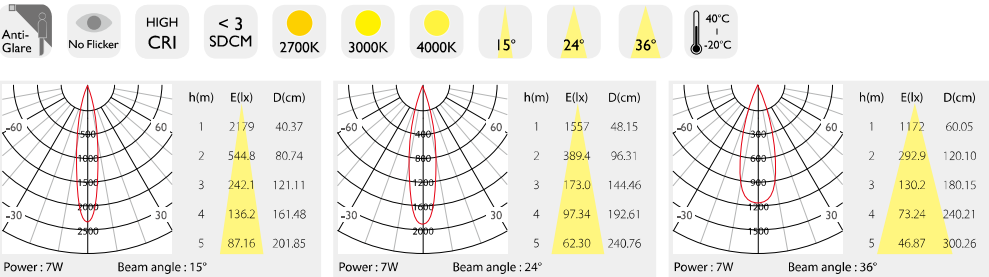 Anti-
Glare
No Flicker
HIGH
CRI
< 3
SDCM
2700K
3000K
4000K
15°
24°
36°
40°C
-20°C
-60
60
-30
30
500
1000
1500
2000
2500
h(m) E(lx) D(cm)
1 2179 40.37
2 544.8 80.74
3 242.1 121.11
4 136.2 161.48
5 87.16 201.85
Power : 7W Beam angle : 15°
-60
60
-30
30
400
800
1200
1600
2000
h(m) E(lx) D(cm)
1 1557 48.15
2 389.4 96.31
3 173.0 144.46
4 97.34 192.61
5 62.30 240.76
Power : 7W Beam angle : 24°
-60
60
-30
30
300
600
900
1200
1500
h(m) E(lx) D(cm)
1 1172 60.05
2 292.9 120.10
3 130.2 180.15
4 73.24 240.21
5 46.87 300.26
Power : 7W Beam angle : 36°